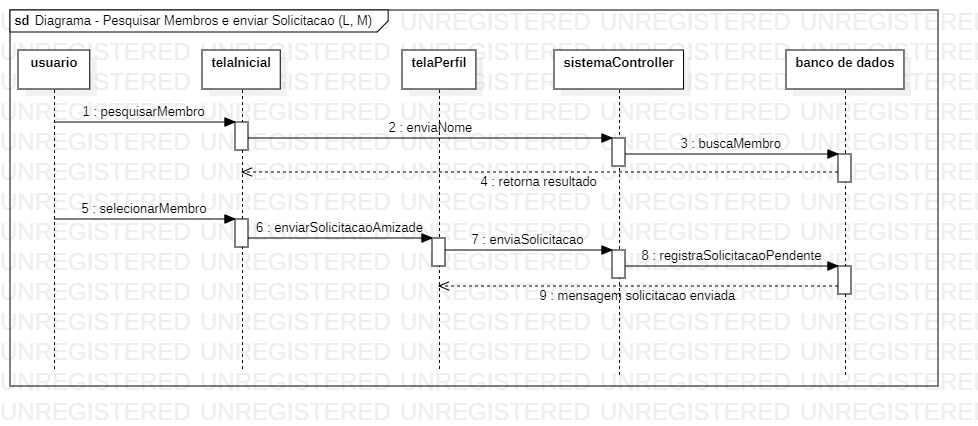 sd Diagrama - Pesquisar Membros e enviar Solicitacao (L, M)
usuario
telaInicial
telaPerfil
sistemaController
banco de dados
1 : pesquisarMembro
2 : enviaNome
3 : buscaMembro
4 : retorna resultado
5 : selecionarMembro
6 : enviarSolicitacaoAmizade
7 : enviaSolicitacao
8 : registraSolicitacaoPendente
9 : mensagem solicitacao enviada
UNREGISTERED UNREGISTERED UNREGISTERED UNREGISTERED UNREGISTERED